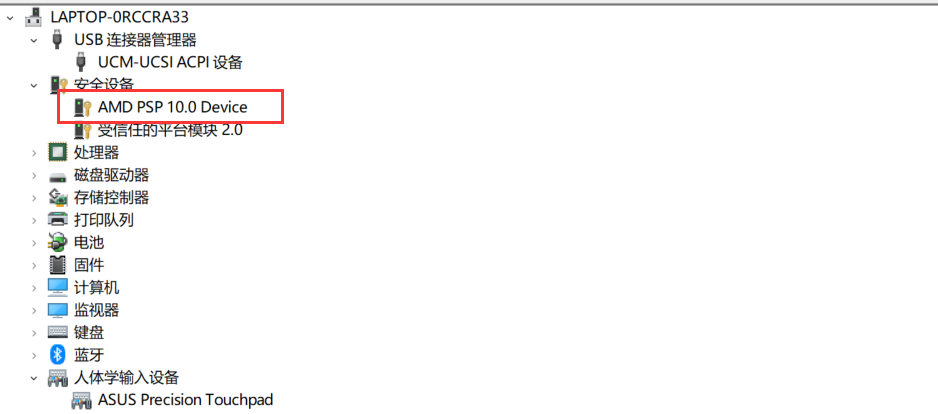 LAPTOP-0RCCRA33
USB 连接器管理器
UCM-UCSI ACPI 设备
安全设备
AMD PSP 10.0 Device
受信任的平台模块 2.0
处理器
磁盘驱动器
存储控制器
打印队列
电池
固件
计算机
监视器
键盘
蓝牙
人体学输入设备
ASUS Precision Touchpad